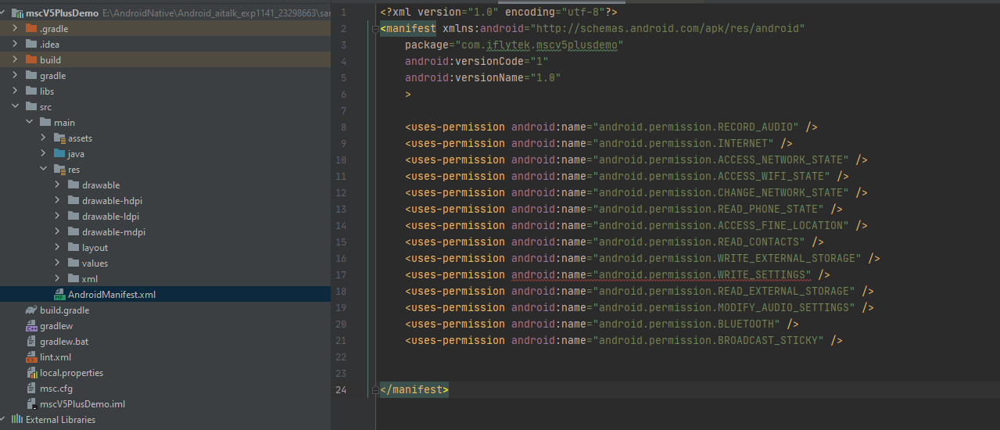 mscV5PlusDemo E:\AndroidNative\Android_aitalk_exp1141_23298663\sar
.gradle
.idea
build
gradle
libs
src
main
assets
java
res
drawable
drawable-hdpi
drawable-ldpi
drawable-mdpi
layout
values
xml
AndroidManifest.xml
build.gradle
gradlew
gradlew.bat
lint.xml
local.properties
msc.cfg
mscV5PlusDemo.iml
External Libraries
1 <?xml version="1.0" encoding="utf-8"?>
2 <manifest xmlns:android="http://schemas.android.com/apk/res/android"
3 package="com.iflytek.mscv5plusdemo"
4 android:versionCode="1"
5 android:versionName="1.0"
6 >
7
8 <uses-permission android:name="android.permission.RECORD_AUDIO" />
9 <uses-permission android:name="android.permission.INTERNET" />
10 <uses-permission android:name="android.permission.ACCESS_NETWORK_STATE" />
11 <uses-permission android:name="android.permission.ACCESS_WIFI_STATE" />
12 <uses-permission android:name="android.permission.CHANGE_NETWORK_STATE" />
13 <uses-permission android:name="android.permission.READ_PHONE_STATE" />
14 <uses-permission android:name="android.permission.ACCESS_FINE_LOCATION" />
15 <uses-permission android:name="android.permission.READ_CONTACTS" />
16 <uses-permission android:name="android.permission.WRITE_EXTERNAL_STORAGE" />
17 <uses-permission android:name="android.permission.WRITE_SETTINGS" />
18 <uses-permission android:name="android.permission.READ_EXTERNAL_STORAGE" />
19 <uses-permission android:name="android.permission.MODIFY_AUDIO_SETTINGS" />
20 <uses-permission android:name="android.permission.BLUETOOTH" />
21 <uses-permission android:name="android.permission.BROADCAST_STICKY" />
22
23
24 </manifest>